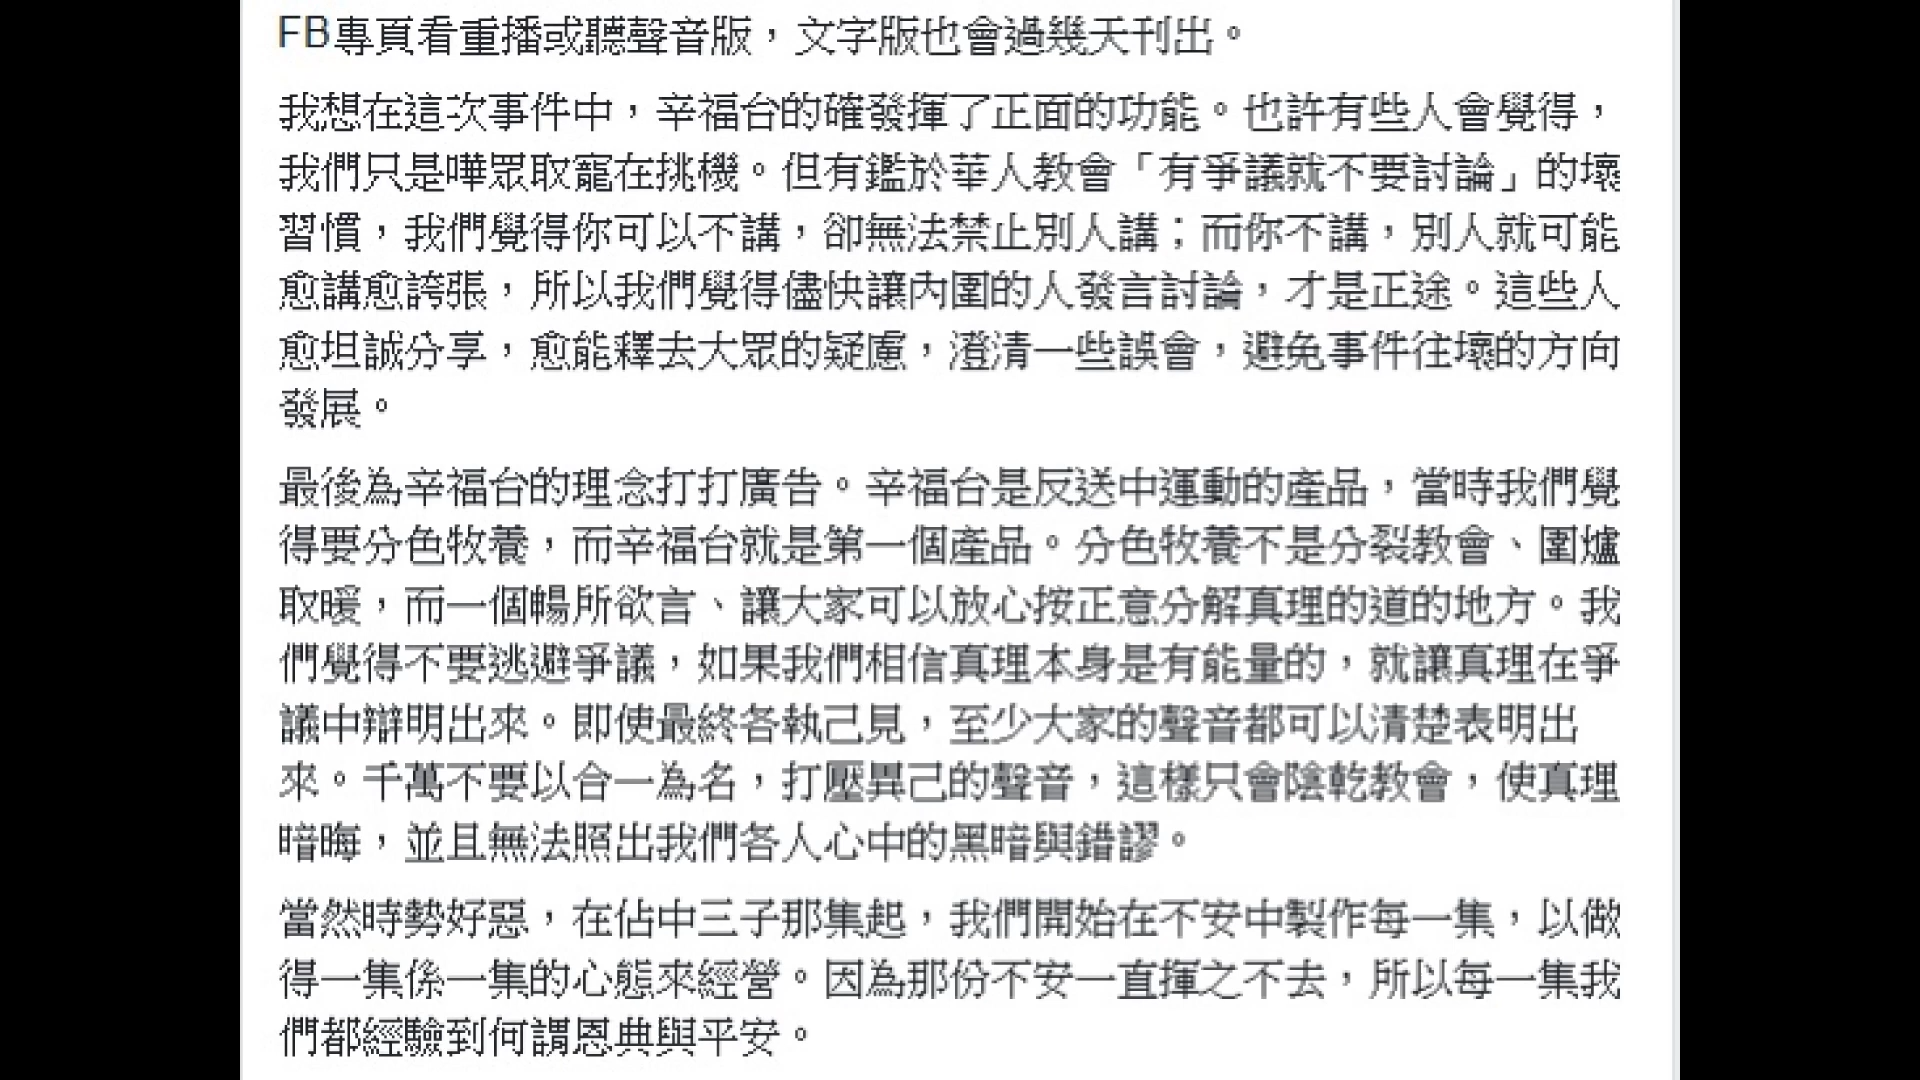 FB專頁看重播或聽聲音版，文字版也會過幾天刊出。
我想在這次事件中，辛福台的確發揮了正面的功能。也許有些人會覺得，
我們只是嘩眾取寵在挑機。但有鑑於華人教會「有爭議就不要討論」的壞
習慣，我們覺得你可以不講，卻無法禁止別人講；而你不講，別人就可能
愈講愈誇張，所以我們覺得儘快讓內圍的人發言討論，才是正途。這些人
愈坦誠分享，愈能釋去大眾的疑慮，澄清一些誤會，避免事件往壞的方向
發展。
最後為辛福台的理念打打廣告。辛福台是反送中運動的產品，當時我們覺
得要分色牧養，而辛福台就是第一個產品。分色牧養不是分裂教會、圍爐
取暖，而一個暢所欲言、讓大家可以放心按正意分解真理的道的地方。我
們覺得不要逃避爭議，如果我們相信真理本身是有能量的，就讓真理在爭
議中辯明出來。即使最終各執己見，至少大家的聲音都可以清楚表明出
來。千萬不要以合一為名，打壓異己的聲音，這樣只會陰乾教會，使真理
暗晦，並且無法照出我們各人心中的黑暗與錯謬。
當然時勢好惡，在佔中三子那集起，我們開始在不安中製作每一集，以做
得一集係一集的心態來經營。因為那份不安一直揮之不去，所以每一集我
們都經驗到何謂恩典與平安。